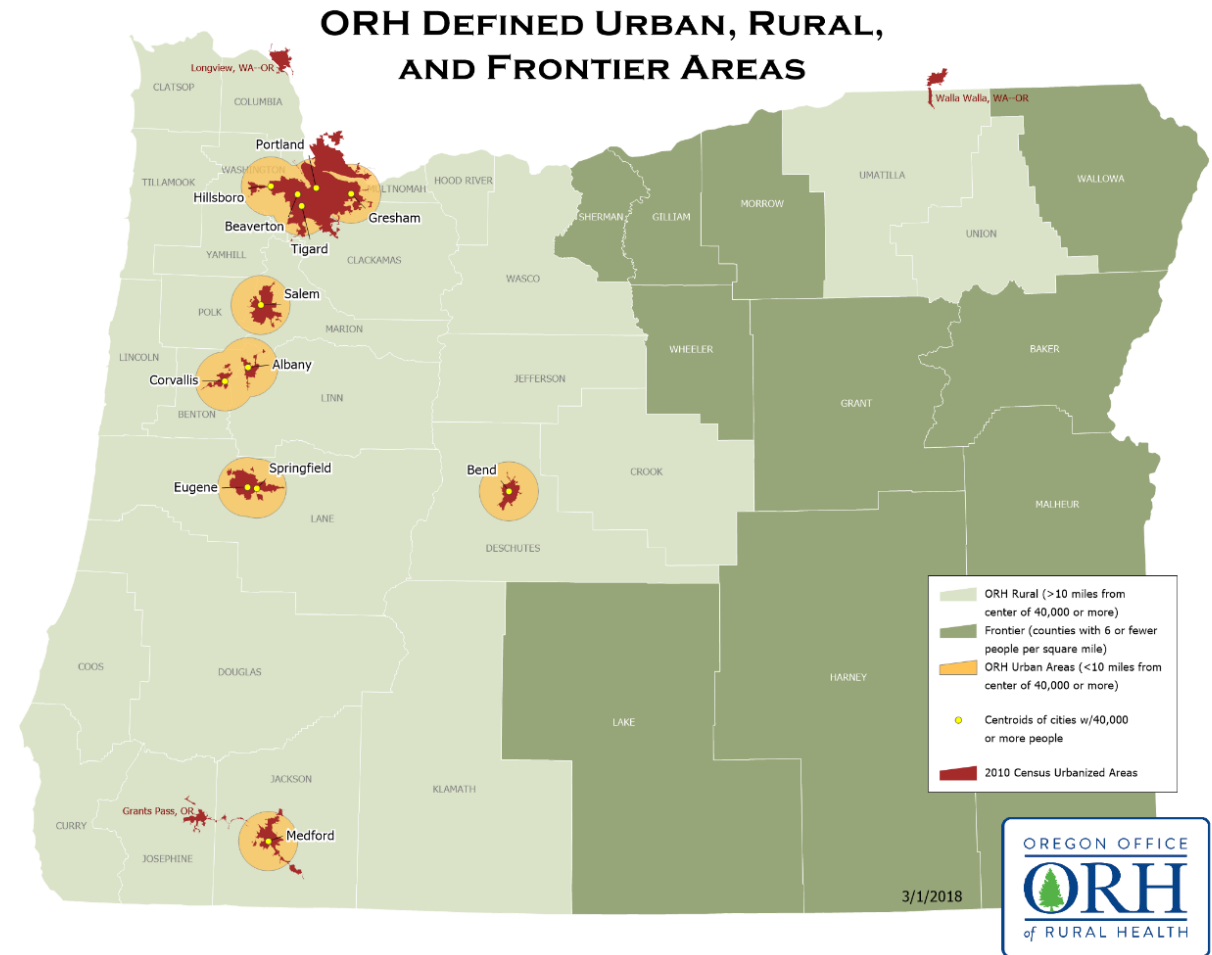 ORH DEFINED URBAN, RURAL,
AND FRONTIER AREAS
Longview, WA--OR
CLATSOP
COLUMBIA
Walla Walla, WA--OR
Portland
WASHINGTON
TILLAMOOK
MULTNOMAH
HOOD RIVER
UMATILLA
WALLOWA
Hillsboro
Gresham
SHERMAN
GILLIAM
MORROW
Beaverton
Tigard
UNION
YAMHILL
CLACKAMAS
WASCO
Salem
POLK
MARION
LINCOLN
WHEELER
BAKER
Albany
Corvallis
JEFFERSON
LINN
GRANT
BENTON
Springfield
Bend
CROOK
Eugene
MALHEUR
LANE
DESCHUTES
ORH Rural (>10 miles from
center of 40,000 or more)
Frontier (counties with 6 or fewer
people per square mile)
ORH Urban Areas (<10 miles from
center of 40,000 or more)
Centroids of cities w/40,000
or more people
2010 Census Urbanized Areas
COOS
DOUGLAS
HARNEY
LAKE
JACKSON
KLAMATH
Grants Pass, OR
CURRY
Medford
JOSEPHINE
3/1/2018
OREGON OFFICE
ORH
of RURAL HEALTH